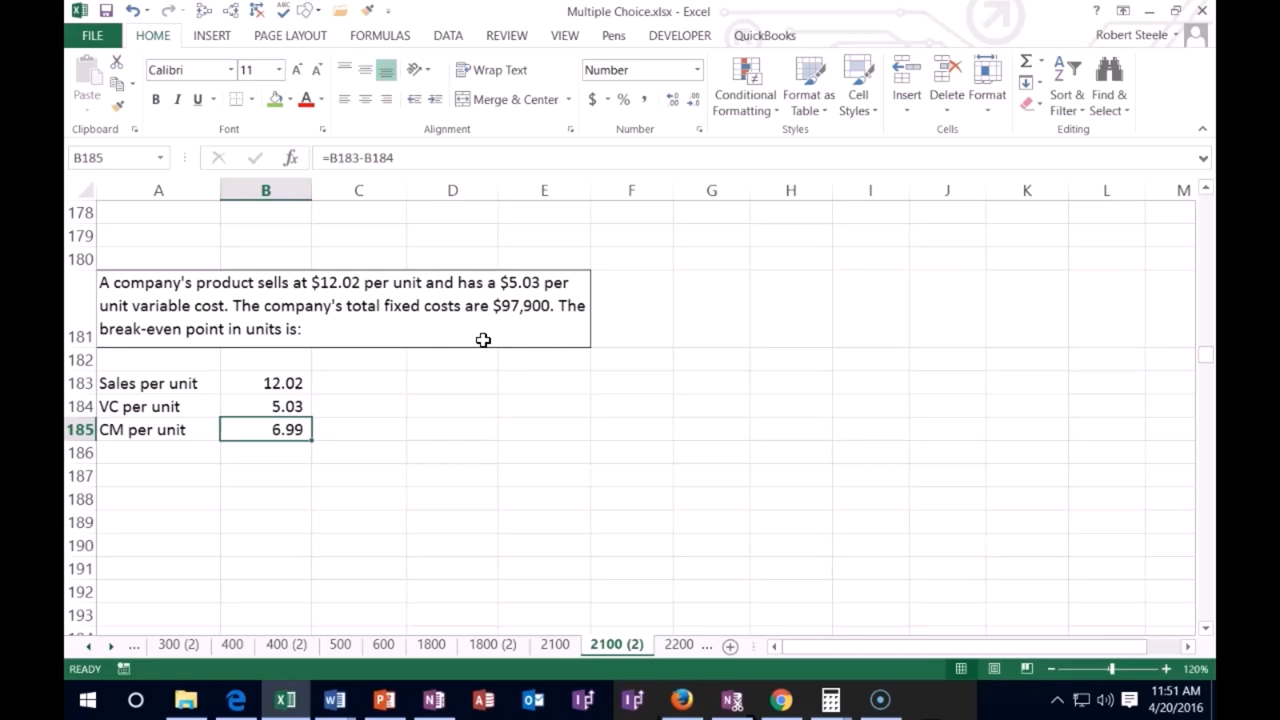 Multiple Choice.xlsx - Excel
?
FILE HOME INSERT PAGE LAYOUT FORMULAS DATA REVIEW VIEW Pens DEVELOPER QuickBooks Robert Steele
Paste
Calibri 11
Wrap Text
Number
B I U A
Merge & Center
$ % ,
Conditional Formatting
Format as Table
Cell Styles
Insert Delete Format
Sort & Filter
Find & Select
Clipboard Font Alignment Number Styles Cells Editing
B185 fx =B183-B184
A B C D E F G H I J K L M
178
179
180
A company's product sells at $12.02 per unit and has a $5.03 per
unit variable cost. The company's total fixed costs are $97,900. The
181 break-even point in units is:
182
183 Sales per unit 12.02
184 VC per unit 5.03
185 CM per unit 6.99
186
187
188
189
190
191
192
193
... 300 (2) 400 400 (2) 500 600 1800 1800 (2) 2100 2100 (2) 2200 ...
READY 120%
11:51 AM
4/20/2016